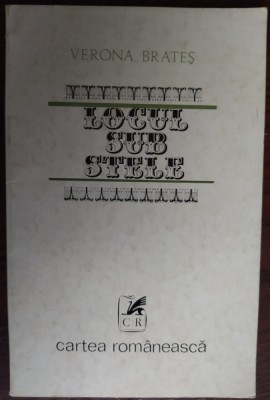 VERONA BRATEȘ
LOCUL
SUB
STELE
CR
cartea românească